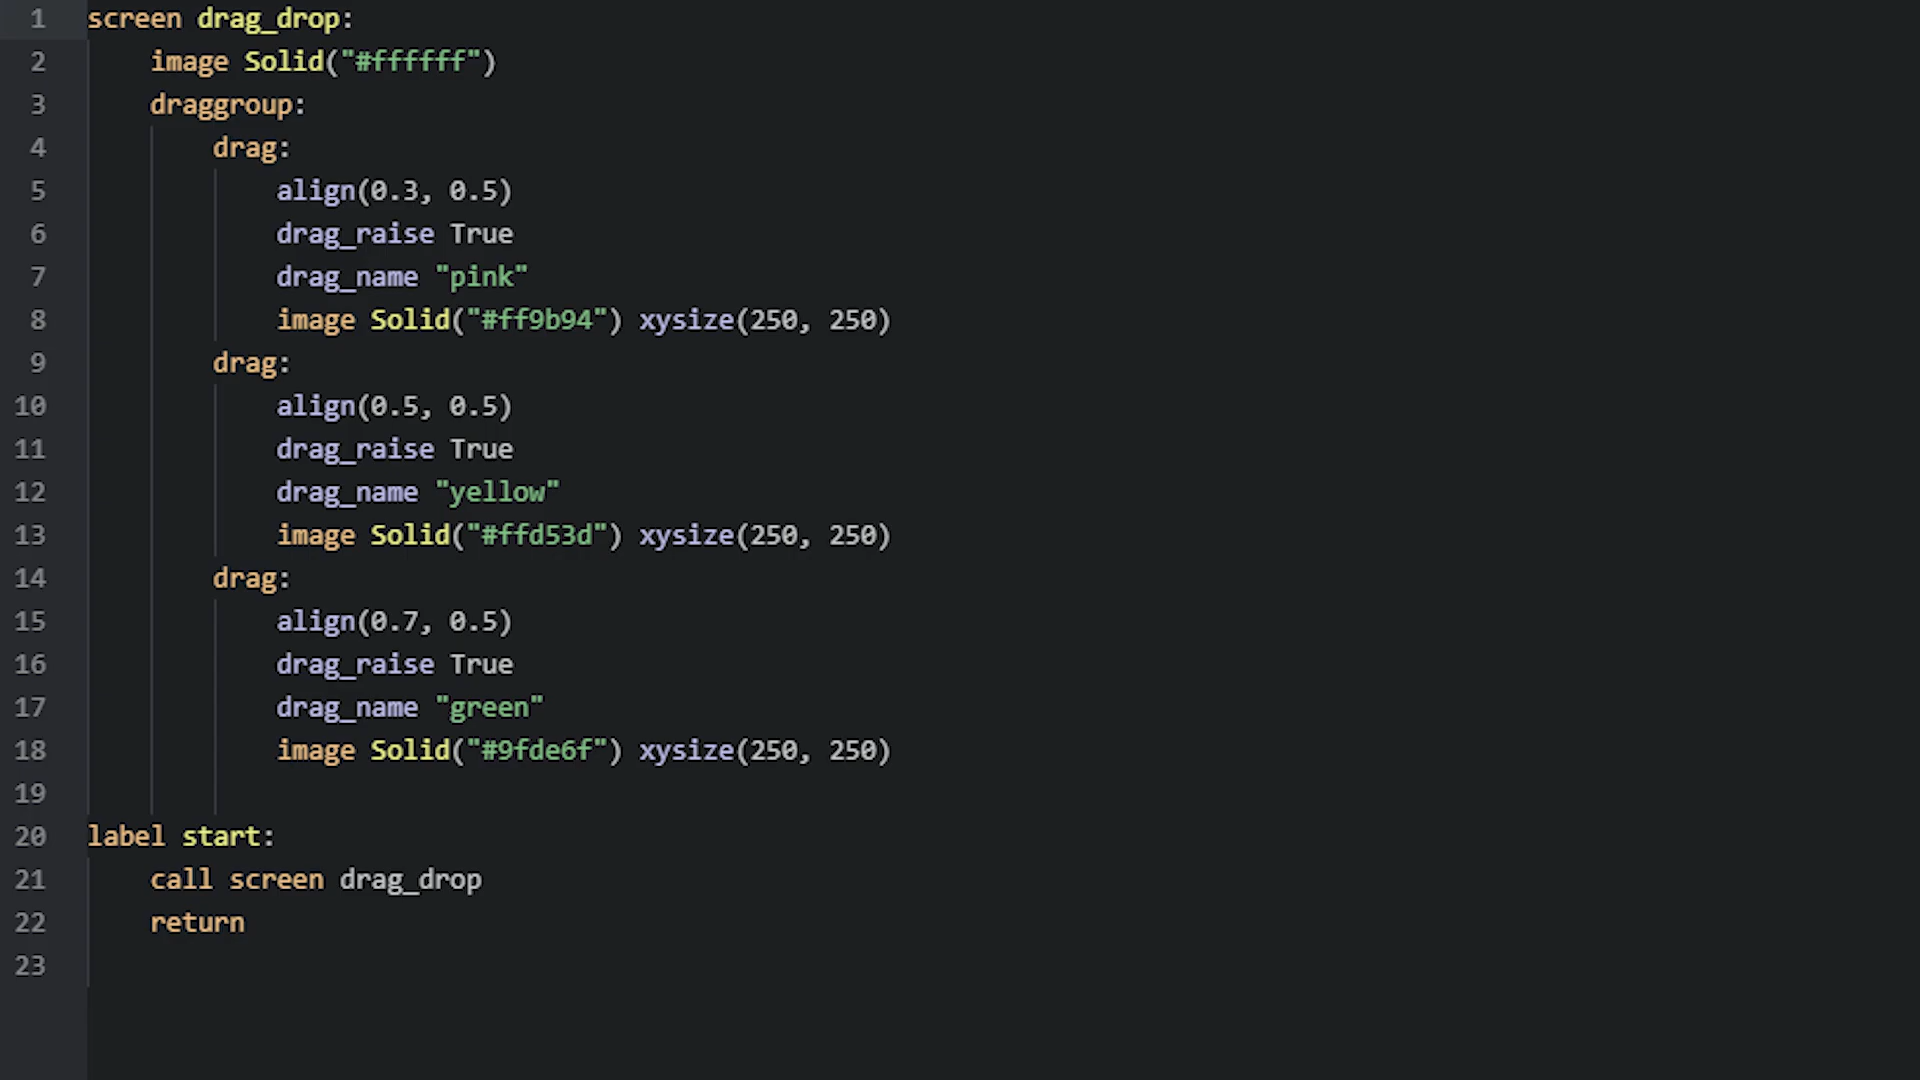 1 screen drag_drop:
2     image Solid("#ffffff")
3     draggroup:
4         drag:
5             align(0.3, 0.5)
6             drag_raise True
7             drag_name "pink"
8             image Solid("#ff9b94") xysize(250, 250)
9         drag:
10             align(0.5, 0.5)
11             drag_raise True
12             drag_name "yellow"
13             image Solid("#ffd53d") xysize(250, 250)
14         drag:
15             align(0.7, 0.5)
16             drag_raise True
17             drag_name "green"
18             image Solid("#9fde6f") xysize(250, 250)
19
20 label start:
21     call screen drag_drop
22     return
23